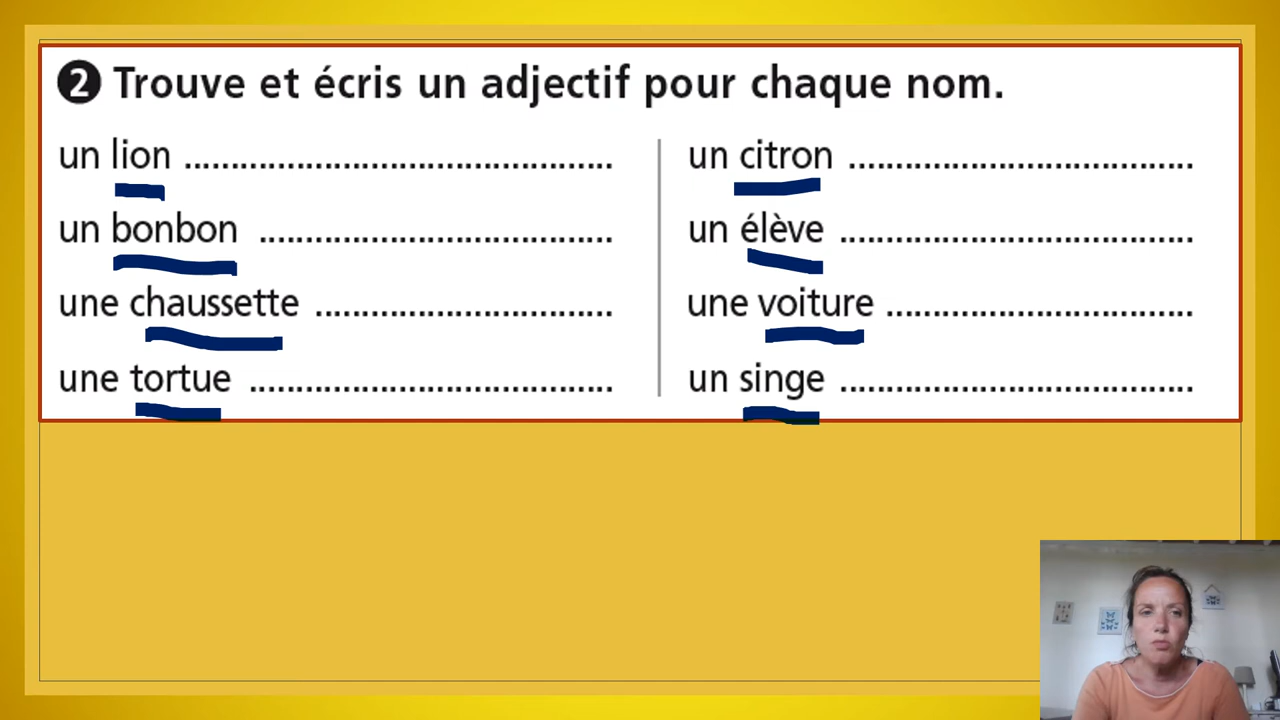 2 Trouve et écris un adjectif pour chaque nom.
un lion ..............................................
un bonbon ......................................
une chaussette ................................
une tortue .......................................
un citron .....................................
un élève ......................................
une voiture .................................
un singe ......................................